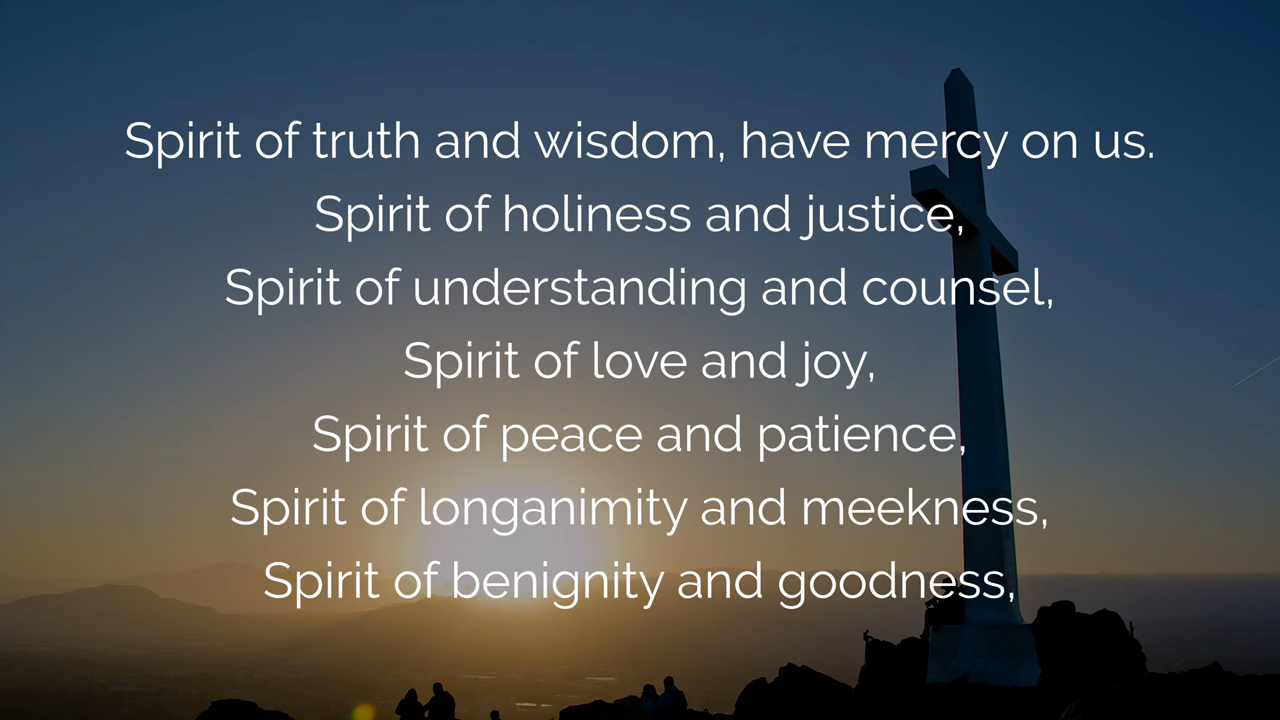 Spirit of truth and wisdom, have mercy on us.
Spirit of holiness and justice,
Spirit of understanding and counsel,
Spirit of love and joy,
Spirit of peace and patience,
Spirit of longanimity and meekness,
Spirit of benignity and goodness,